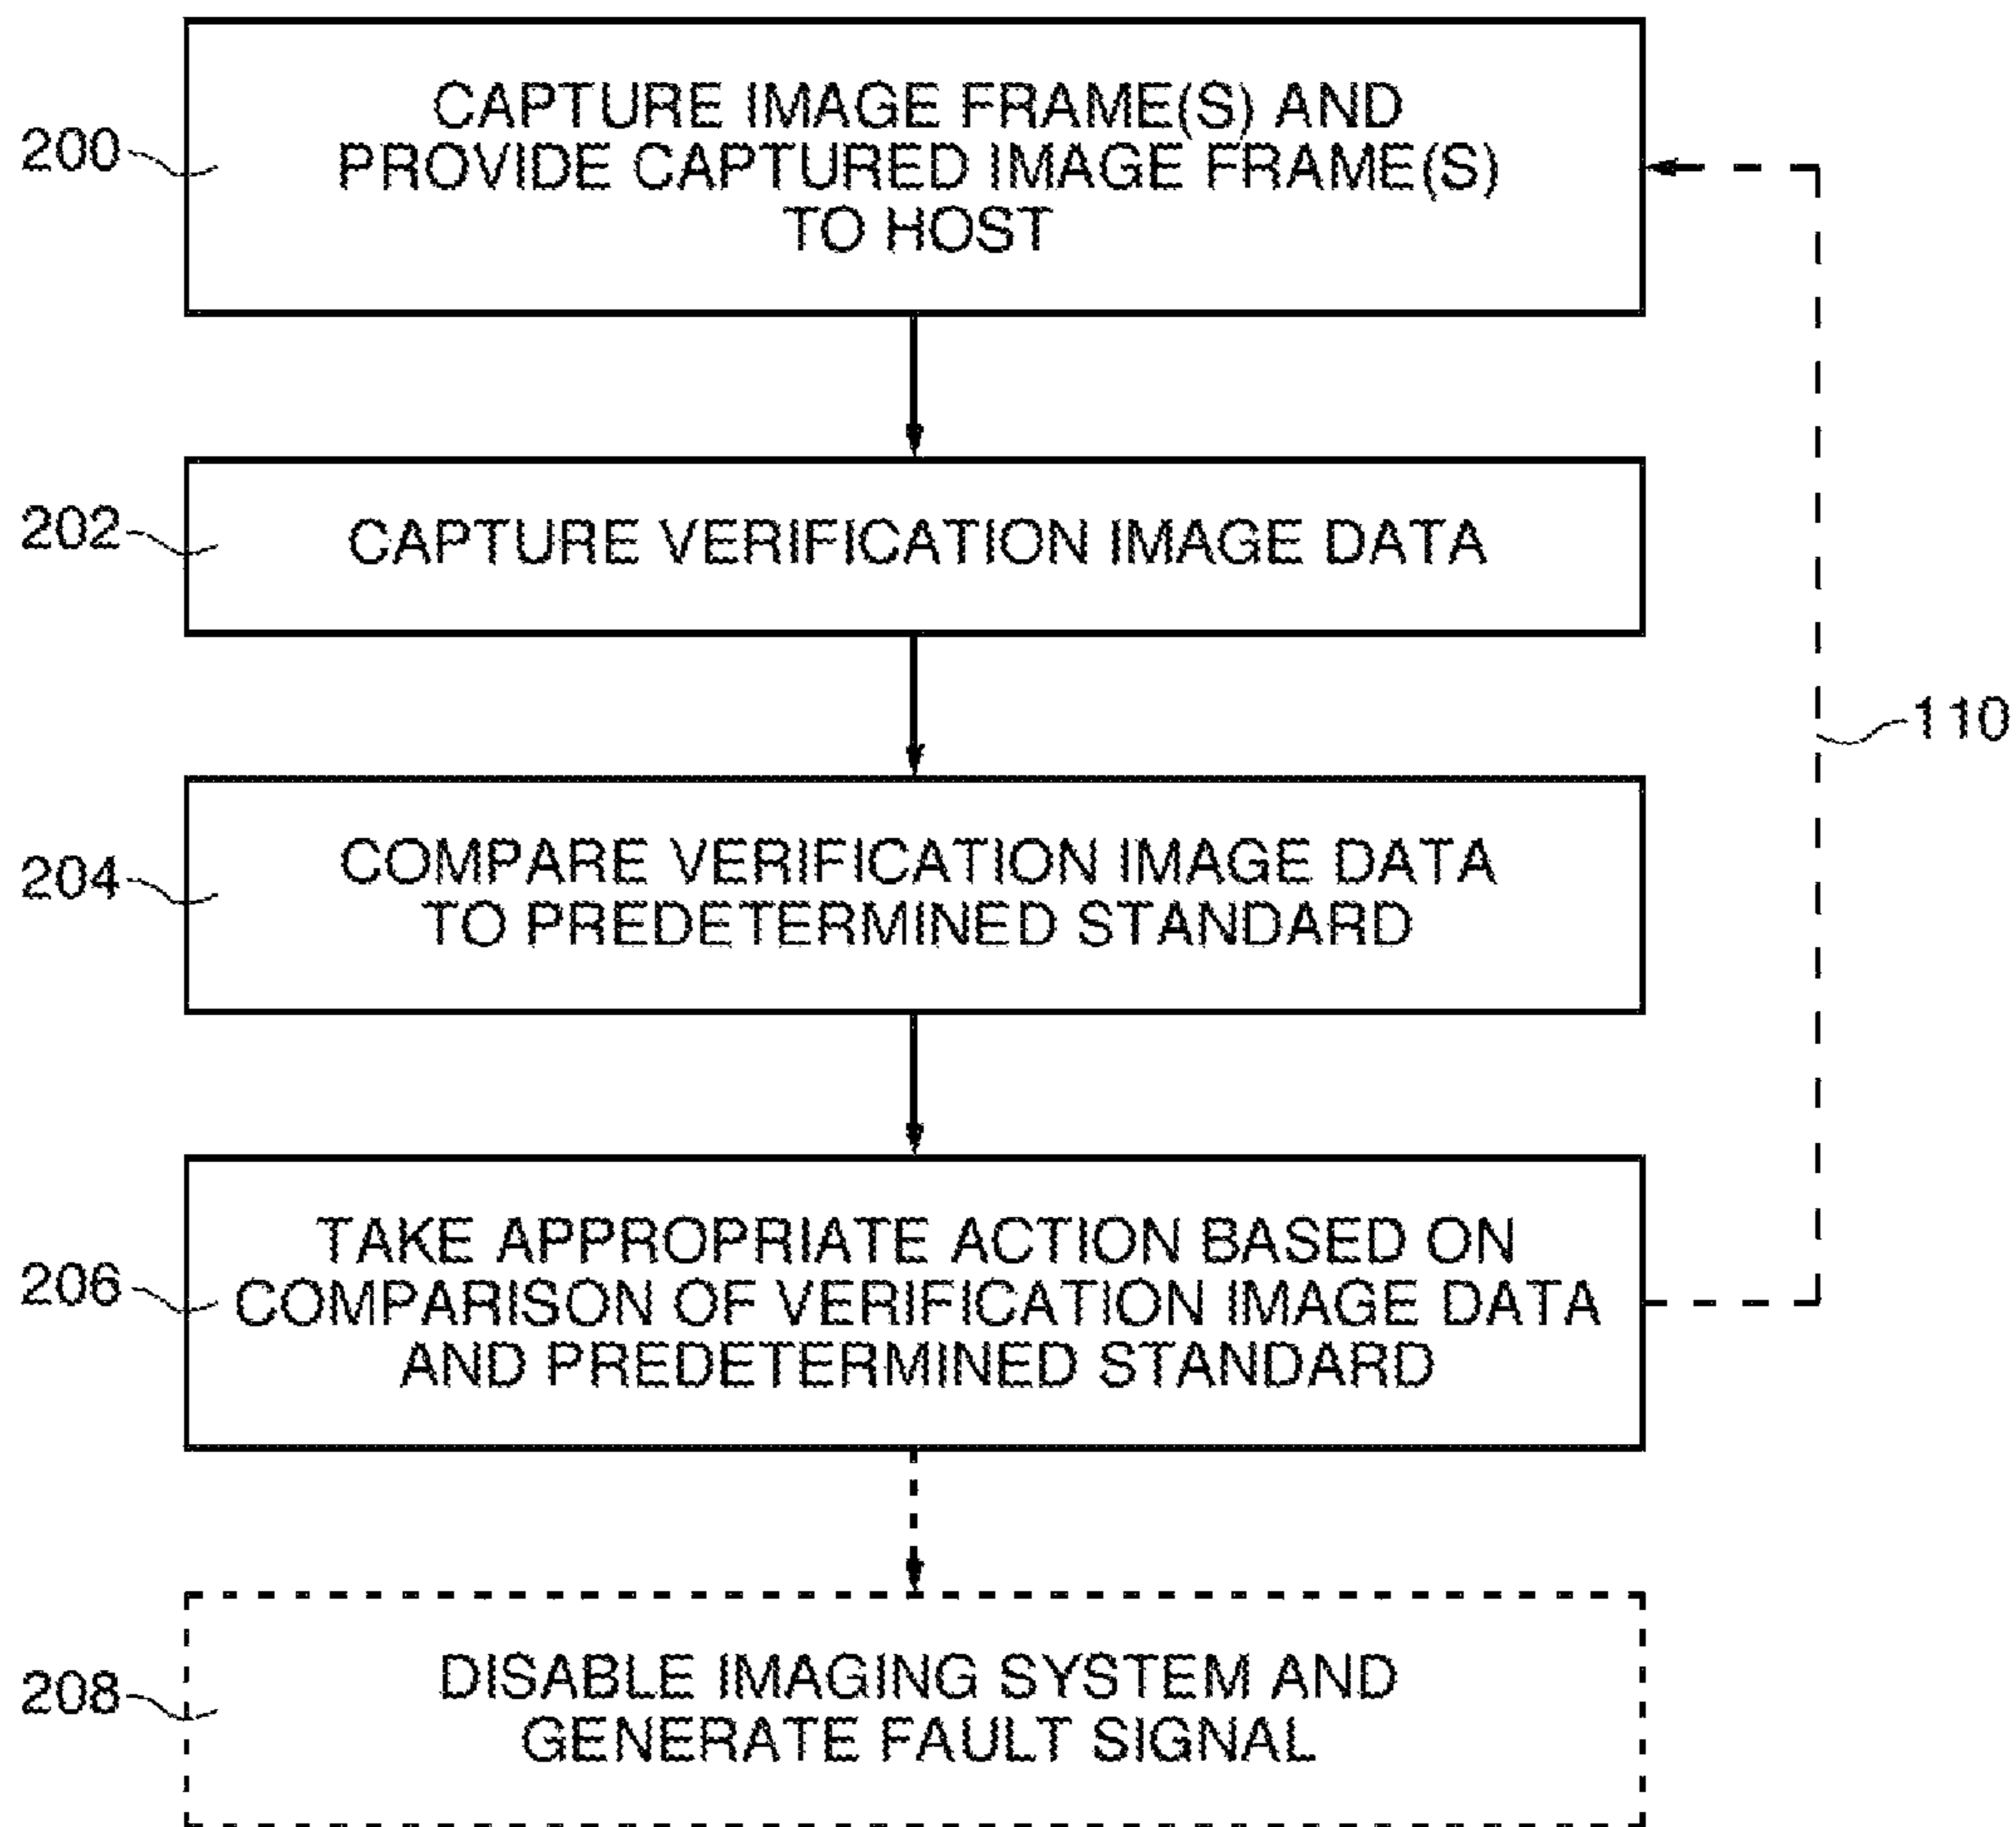 200
CAPTURE IMAGE FRAME(S) AND
PROVIDE CAPTURED IMAGE FRAME(S)
TO HOST
202
CAPTURE VERIFICATION IMAGE DATA
110
204
COMPARE VERIFICATION IMAGE DATA
TO PREDETERMINED STANDARD
206
TAKE APPROPRIATE ACTION BASED ON
COMPARISON OF VERIFICATION IMAGE DATA
AND PREDETERMINED STANDARD
208
DISABLE IMAGING SYSTEM AND
GENERATE FAULT SIGNAL